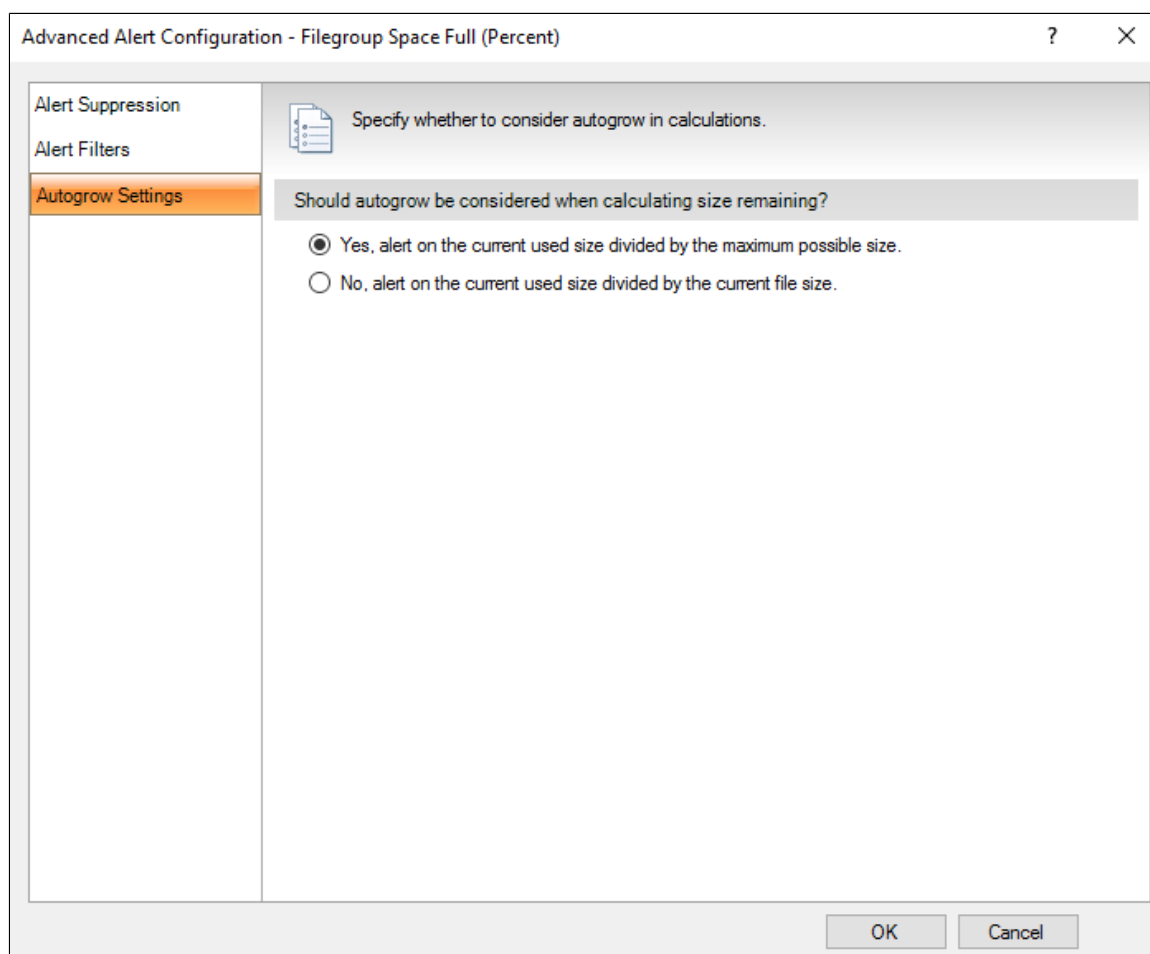 Advanced Alert Configuration - Filegroup Space Full (Percent)
?
Alert Suppression
Alert Filters
Autogrow Settings
Specify whether to consider autogrow in calculations.
Should autogrow be considered when calculating size remaining?
Yes, alert on the current used size divided by the maximum possible size.
No, alert on the current used size divided by the current file size.
OK
Cancel